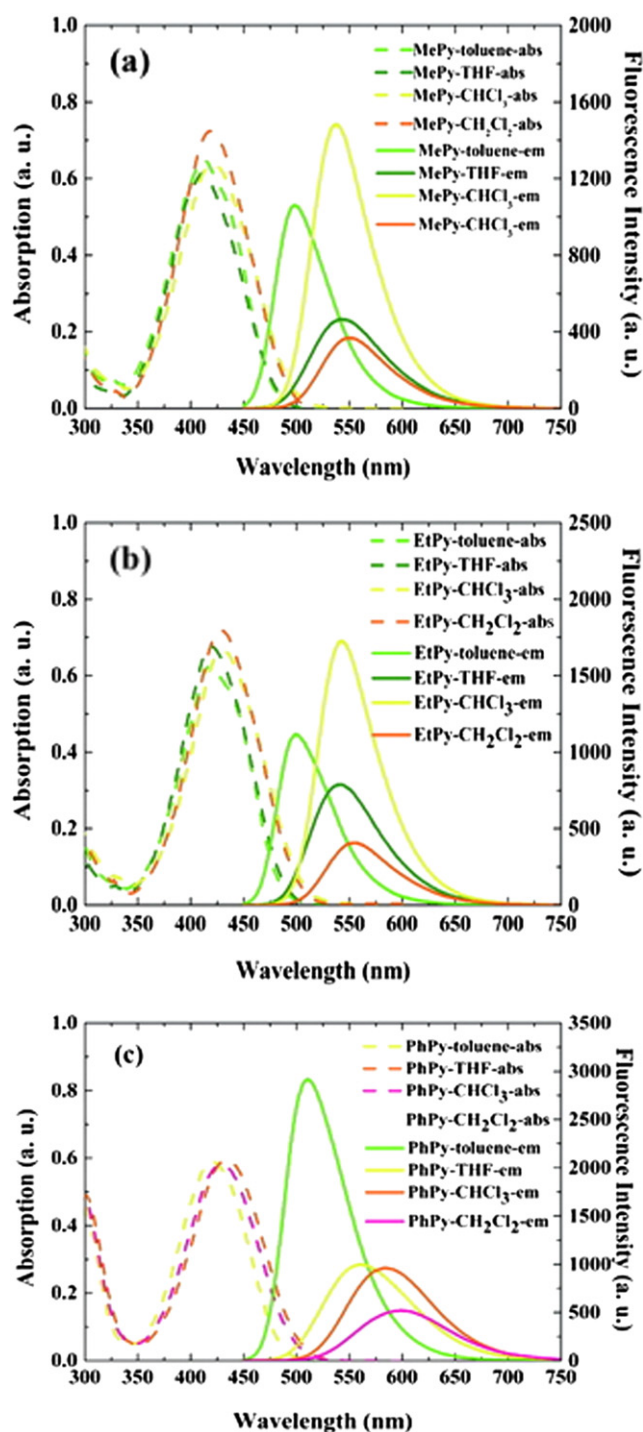 (a)
MePy-toluene-abs
MePy-THF-abs
MePy-CHCl₃-abs
MePy-CH₂Cl₂-abs
MePy-toluene-em
MePy-THF-em
MePy-CHCl₃-em
MePy-CHCl₃-em
1.0
0.8
0.6
0.4
0.2
0.0
Absorption (a. u.)
2000
1600
1200
800
400
0
Fluorescence Intensity (a. u.)
300 350 400 450 500 550 600 650 700 750
Wavelength (nm)
(b)
EtPy-toluene-abs
EtPy-THF-abs
EtPy-CHCl₃-abs
EtPy-CH₂Cl₂-abs
EtPy-toluene-em
EtPy-THF-em
EtPy-CHCl₃-em
EtPy-CH₂Cl₂-em
1.0
0.8
0.6
0.4
0.2
0.0
Absorption (a. u.)
2500
2000
1500
1000
500
0
Fluorescence Intensity (a. u.)
300 350 400 450 500 550 600 650 700 750
Wavelength (nm)
(c)
PhPy-toluene-abs
PhPy-THF-abs
PhPy-CHCl₃-abs
PhPy-CH₂Cl₂-abs
PhPy-toluene-em
PhPy-THF-em
PhPy-CHCl₃-em
PhPy-CH₂Cl₂-em
1.0
0.8
0.6
0.4
0.2
0.0
Absorption (a. u.)
3500
3000
2500
2000
1500
1000
500
0
Fluorescence Intensity (a. u.)
300 350 400 450 500 550 600 650 700 750
Wavelength (nm)